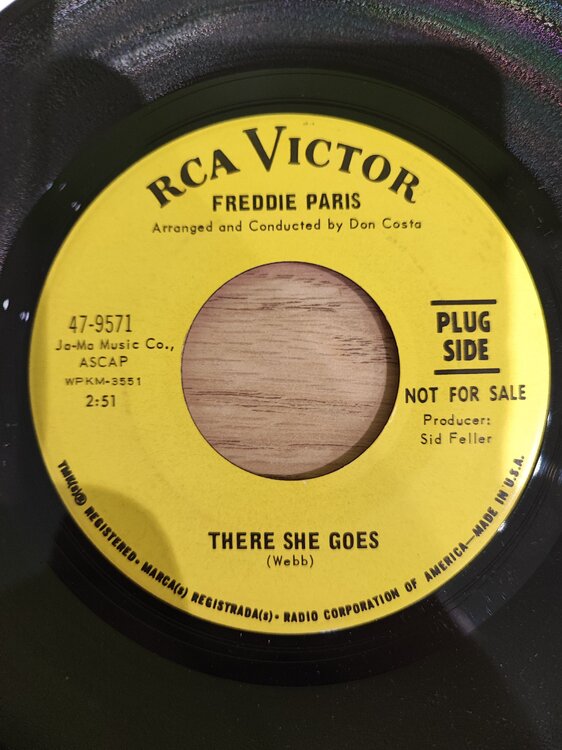 RCA VICTOR
FREDDIE PARIS
Arranged and Conducted by Don Costa
47-9571
Ja-Ma Music Co.,
ASCAP
WPKM-3551
2:51
PLUG
SIDE
NOT FOR SALE
Producer:
Sid Feller
THERE SHE GOES
(Webb)
TMK(s)® REGISTERED • MARCA(s) REGISTRADA(s) • RADIO CORPORATION OF AMERICA—MADE IN U.S.A.